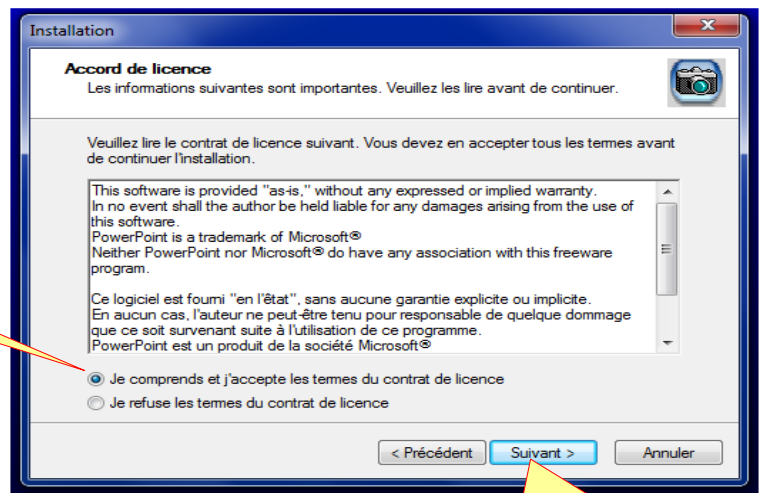 Installation
Accord de licence
Les informations suivantes sont importantes. Veuillez les lire avant de continuer.
Veuillez lire le contrat de licence suivant. Vous devez en accepter tous les termes avant
de continuer l'installation.
This software is provided "as-is," without any expressed or implied warranty.
In no event shall the author be held liable for any damages arising from the use of
this software.
PowerPoint is a trademark of Microsoft®
Neither PowerPoint nor Microsoft® do have any association with this freeware
program.
Ce logiciel est fourni "en l'êtat", sans aucune garantie explicite ou implicite.
En aucun cas, l'auteur ne peut-être tenu pour responsable de quelque dommage
que ce soit survenant suite à l'utilisation de ce programme.
PowerPoint est un produit de la société Microsoft®
Je comprends et j'accepte les termes du contrat de licence
Je refuse les termes du contrat de licence
< Précédent Suivant > Annuler